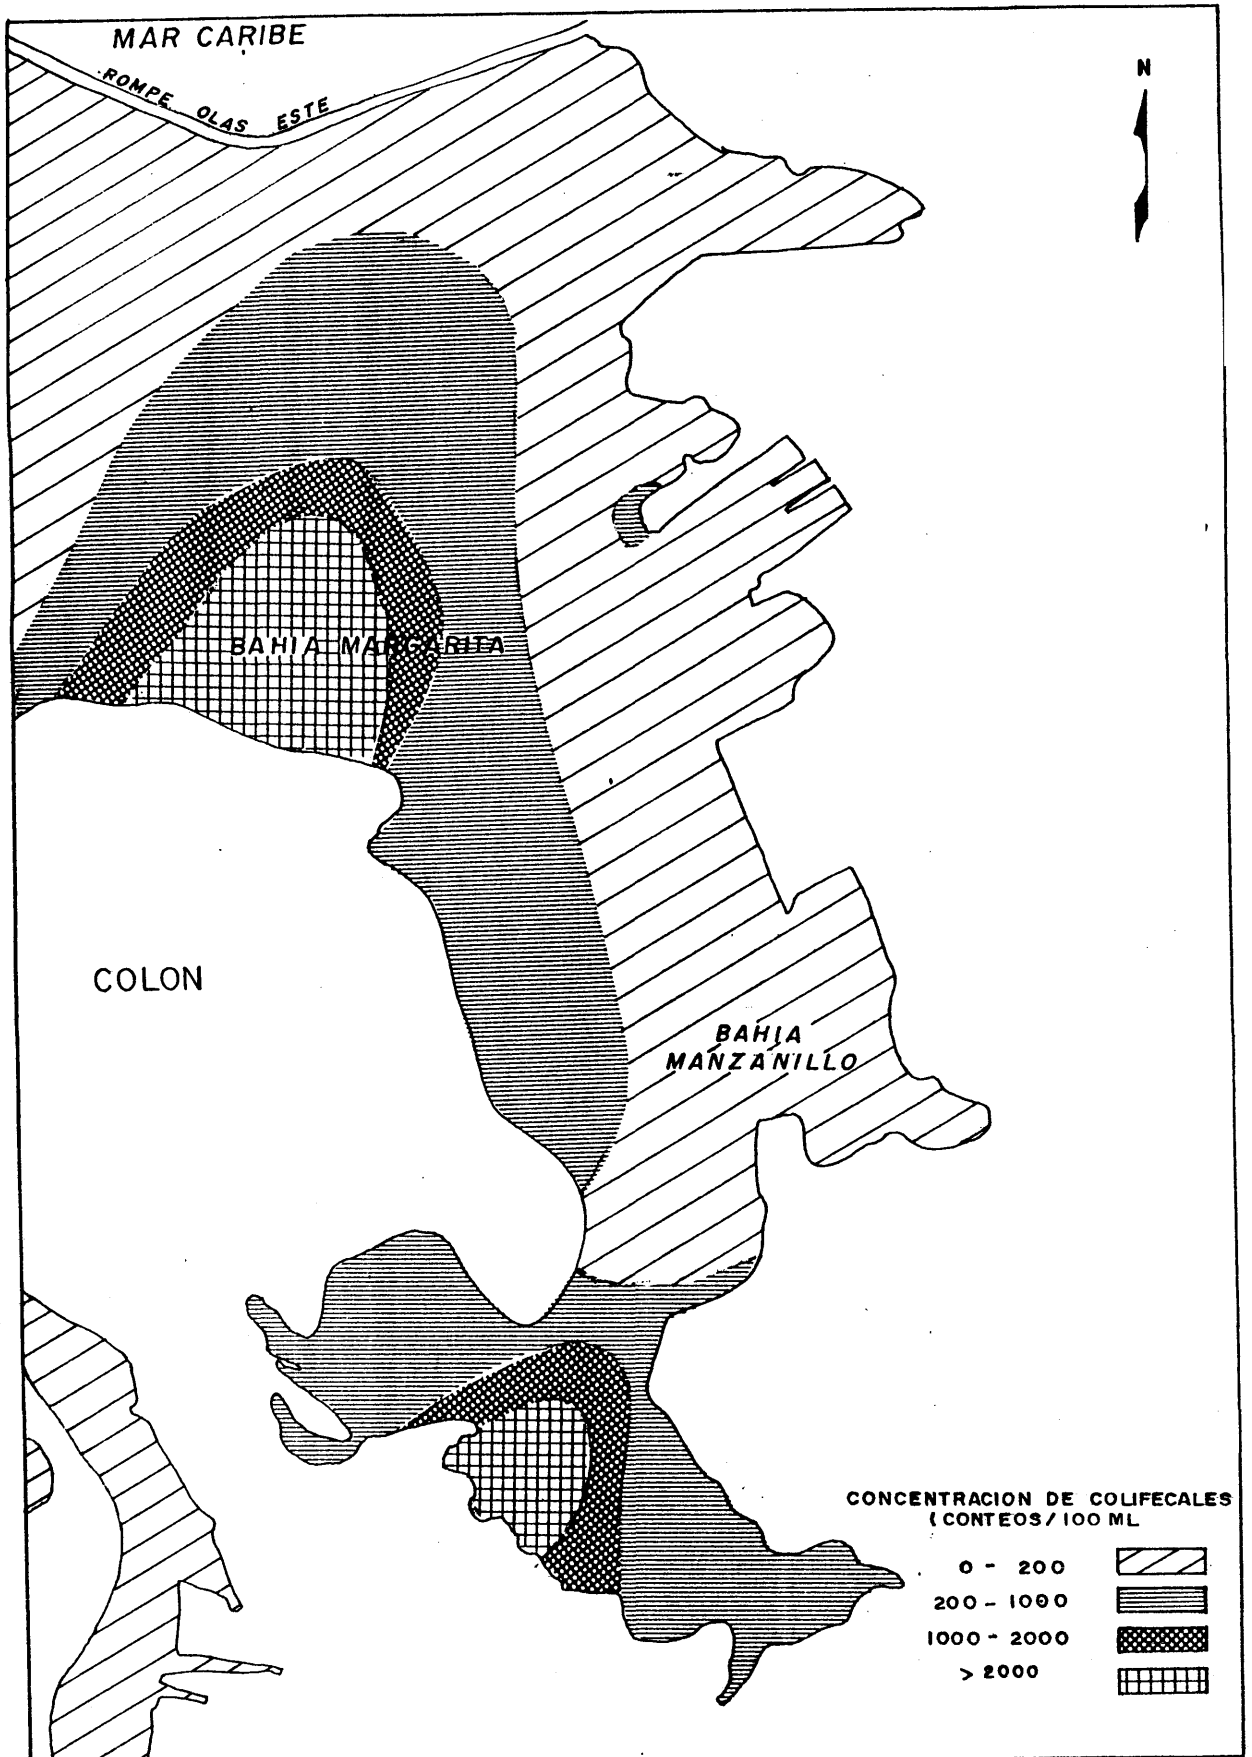 MAR CARIBE
ROMPE OLAS ESTE
N
BAHIA MARGARITA
COLON
BAHIA
MANZANILLO
CONCENTRACION DE COLIFECALES
(CONTEOS/100 ML
0 - 200
200 - 1000
1000 - 2000
> 2000